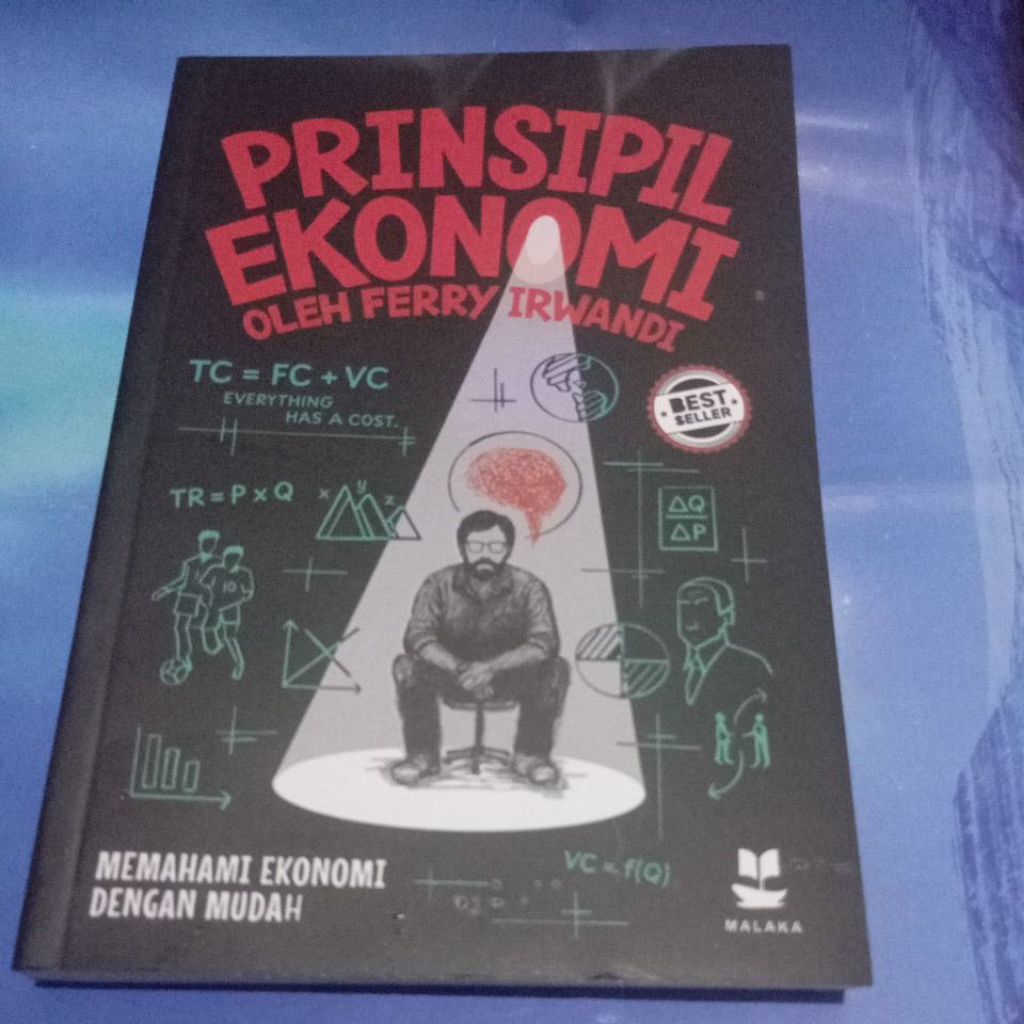 PRINSIPIL
EKONOMI
OLEH FERRY IRWANDI
TC = FC + VC
EVERYTHING
HAS A COST.
BEST
SELLER
TR = P x Q
x y z
ΔQ
ΔP
10
MEMAHAMI EKONOMI
DENGAN MUDAH
VC = f(Q)
MALAKA